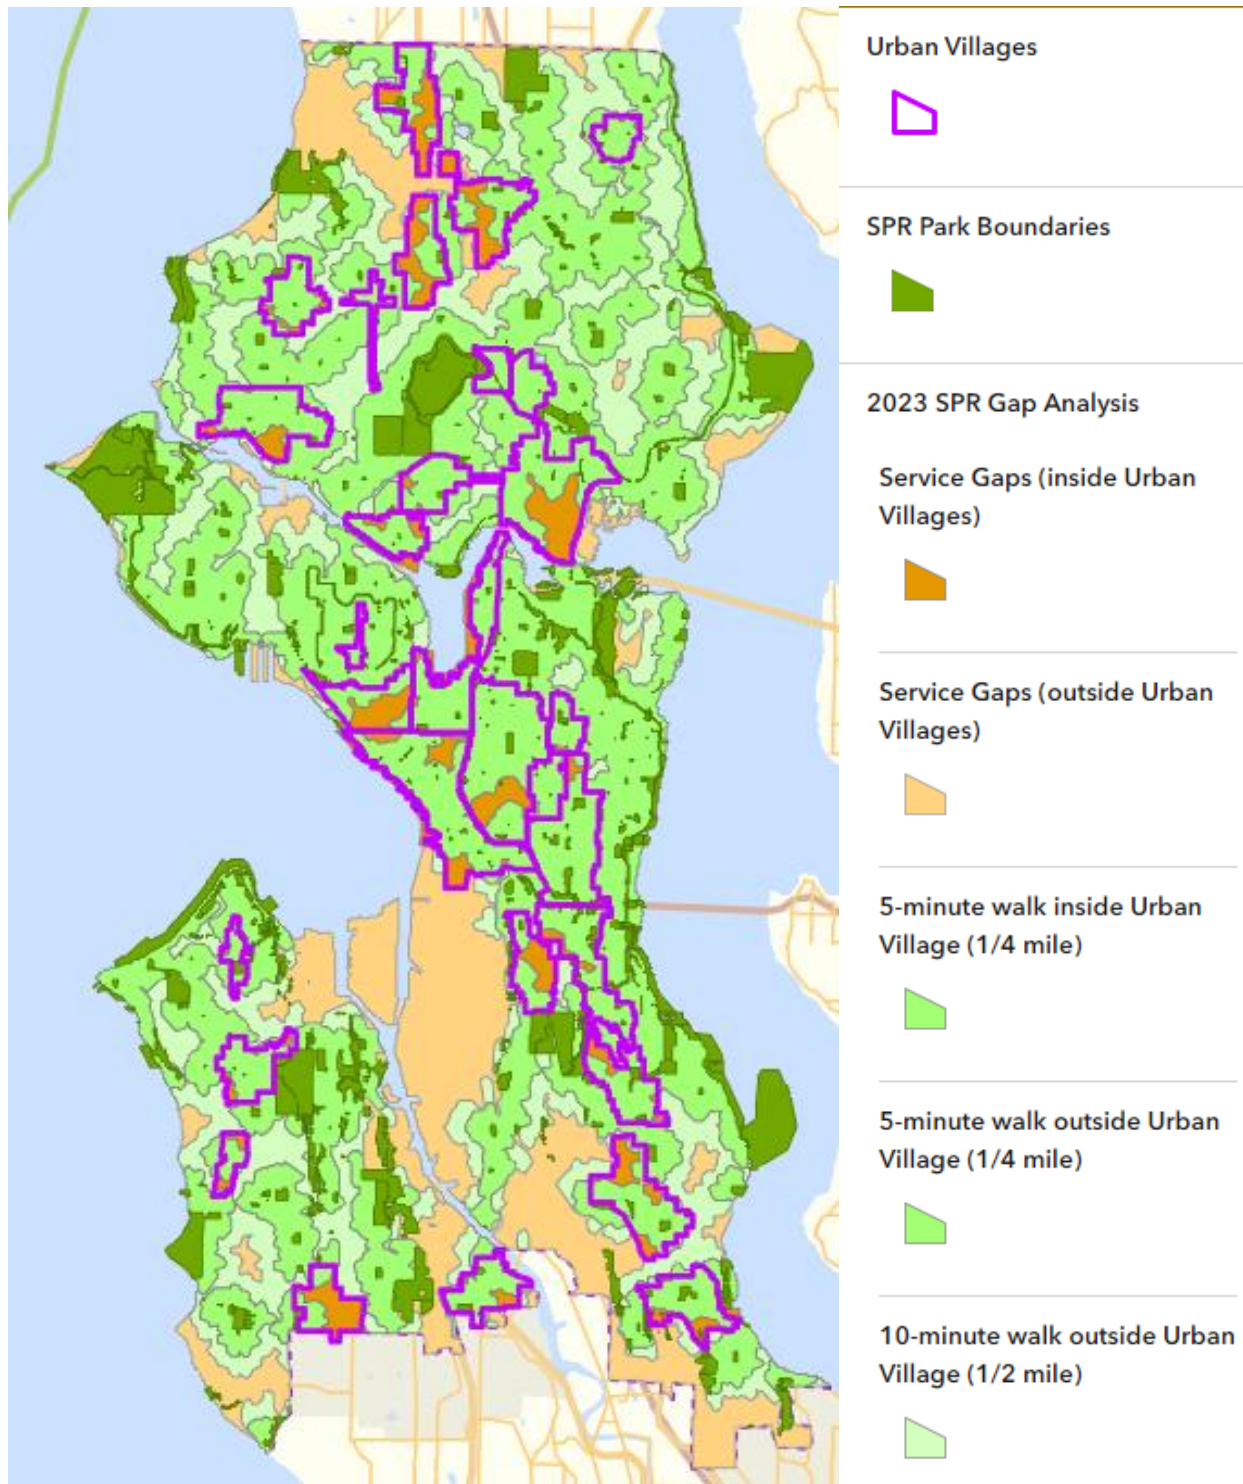 Urban Villages
SPR Park Boundaries
2023 SPR Gap Analysis
Service Gaps (inside Urban
Villages)
Service Gaps (outside Urban
Villages)
5-minute walk inside Urban
Village (1/4 mile)
5-minute walk outside Urban
Village (1/4 mile)
10-minute walk outside Urban
Village (1/2 mile)